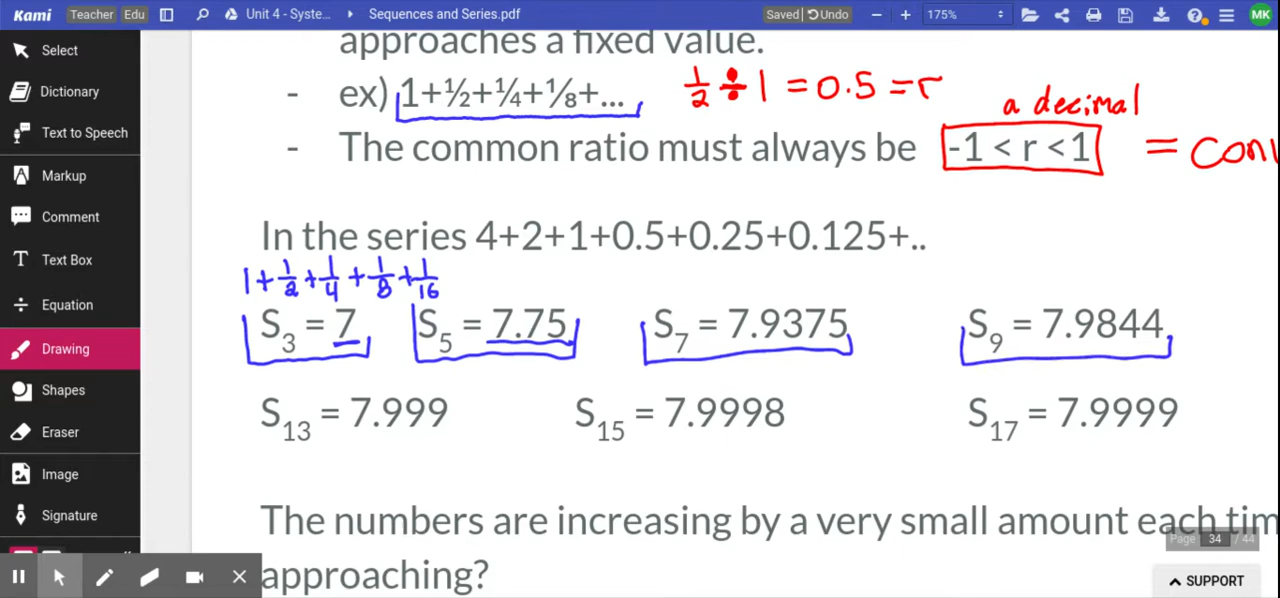 Kami Teacher Edu Unit 4 - Syste... Sequences and Series.pdf Saved Undo 175% MK
Select
Dictionary
Text to Speech
Markup
Comment
Text Box
Equation
Drawing
Shapes
Eraser
Image
Signature
approaches a fixed value.
- ex) 1+½+¼+⅛+... 1/2 ÷ 1 = 0.5 = r
a decimal
- The common ratio must always be -1 < r < 1 = con
In the series 4+2+1+0.5+0.25+0.125+..
1 + 1/2 + 1/4 + 1/8 + 1/16
S3 = 7 S5 = 7.75 S7 = 7.9375 S9 = 7.9844
S13 = 7.999 S15 = 7.9998 S17 = 7.9999
The numbers are increasing by a very small amount each tim
Page 34 / 44
approaching?
SUPPORT